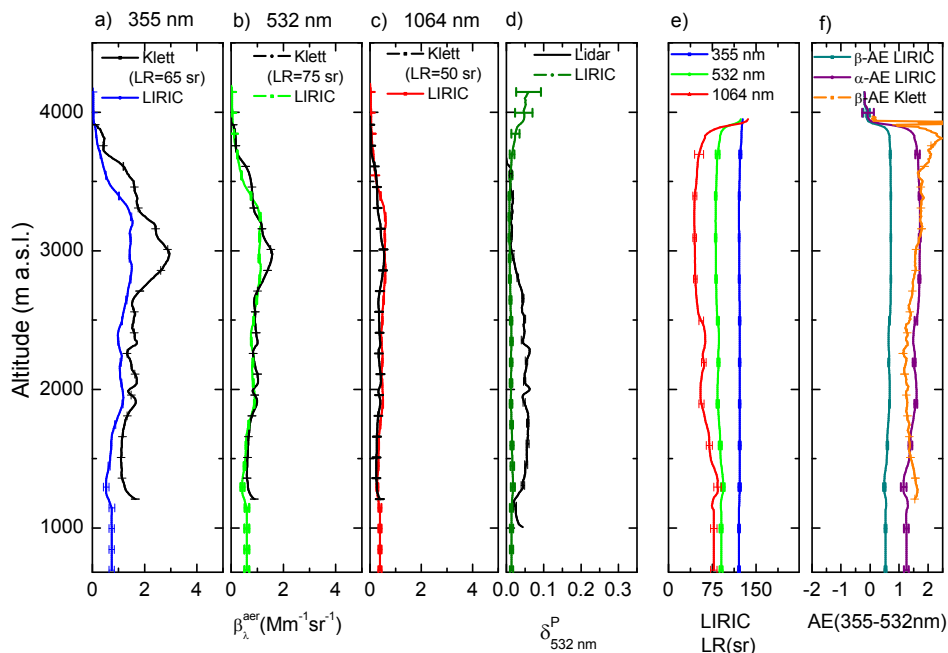 a) 355 nm
b) 532 nm
c) 1064 nm
d)
e)
f)
Klett
(LR=65 sr)
LIRIC
Klett
(LR=75 sr)
LIRIC
Klett
(LR=50 sr)
LIRIC
Lidar
LIRIC
355 nm
532 nm
1064 nm
β-AE LIRIC
α-AE LIRIC
β-AE Klett
Altitude (m a.s.l.)
4000
3000
2000
1000
0 2 4
0 2 4
0 2 4
0.0 0.1 0.2 0.3
0 75 150
-2 -1 0 1 2
β_λ^aer(Mm⁻¹sr⁻¹)
δ^P_532 nm
LIRIC
LR(sr)
AE(355-532nm)